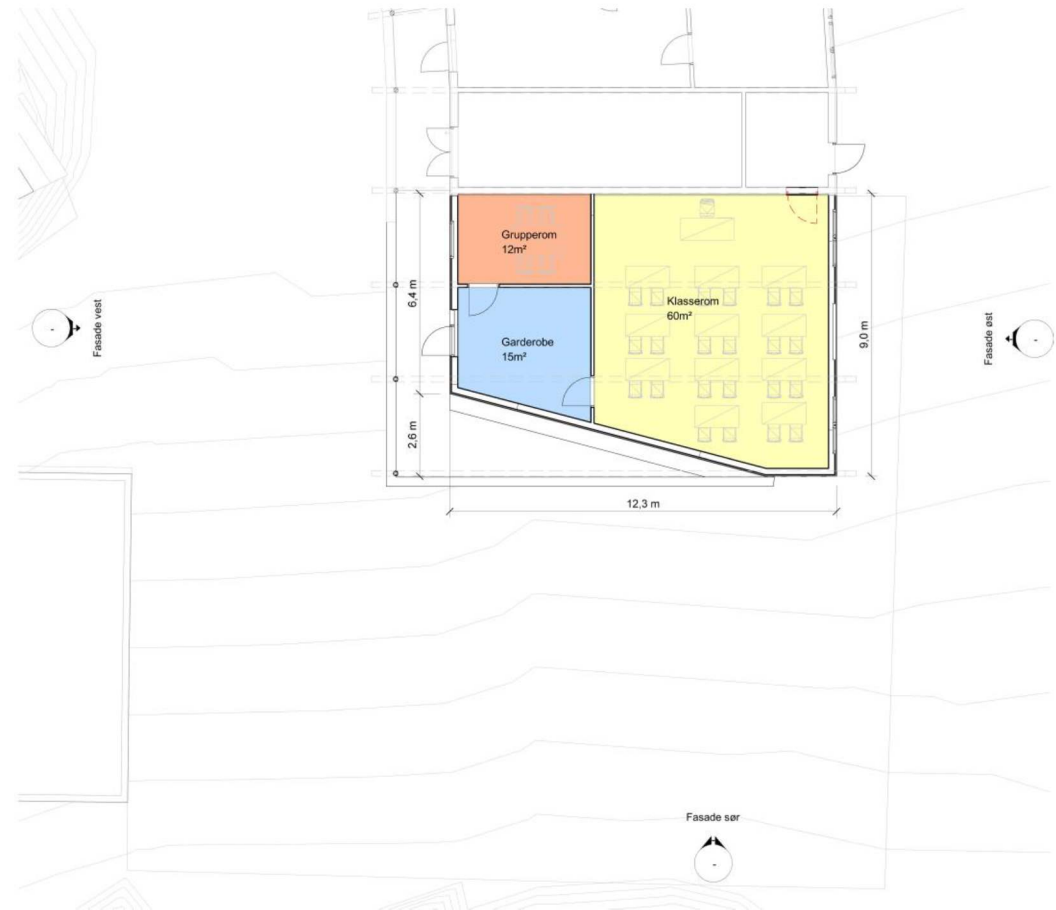 Grupperom
12m²
Klasserom
60m²
Garderobe
15m²
6,4 m
2,6 m
9,0 m
12,3 m
Fasade vest
Fasade øst
Fasade sør